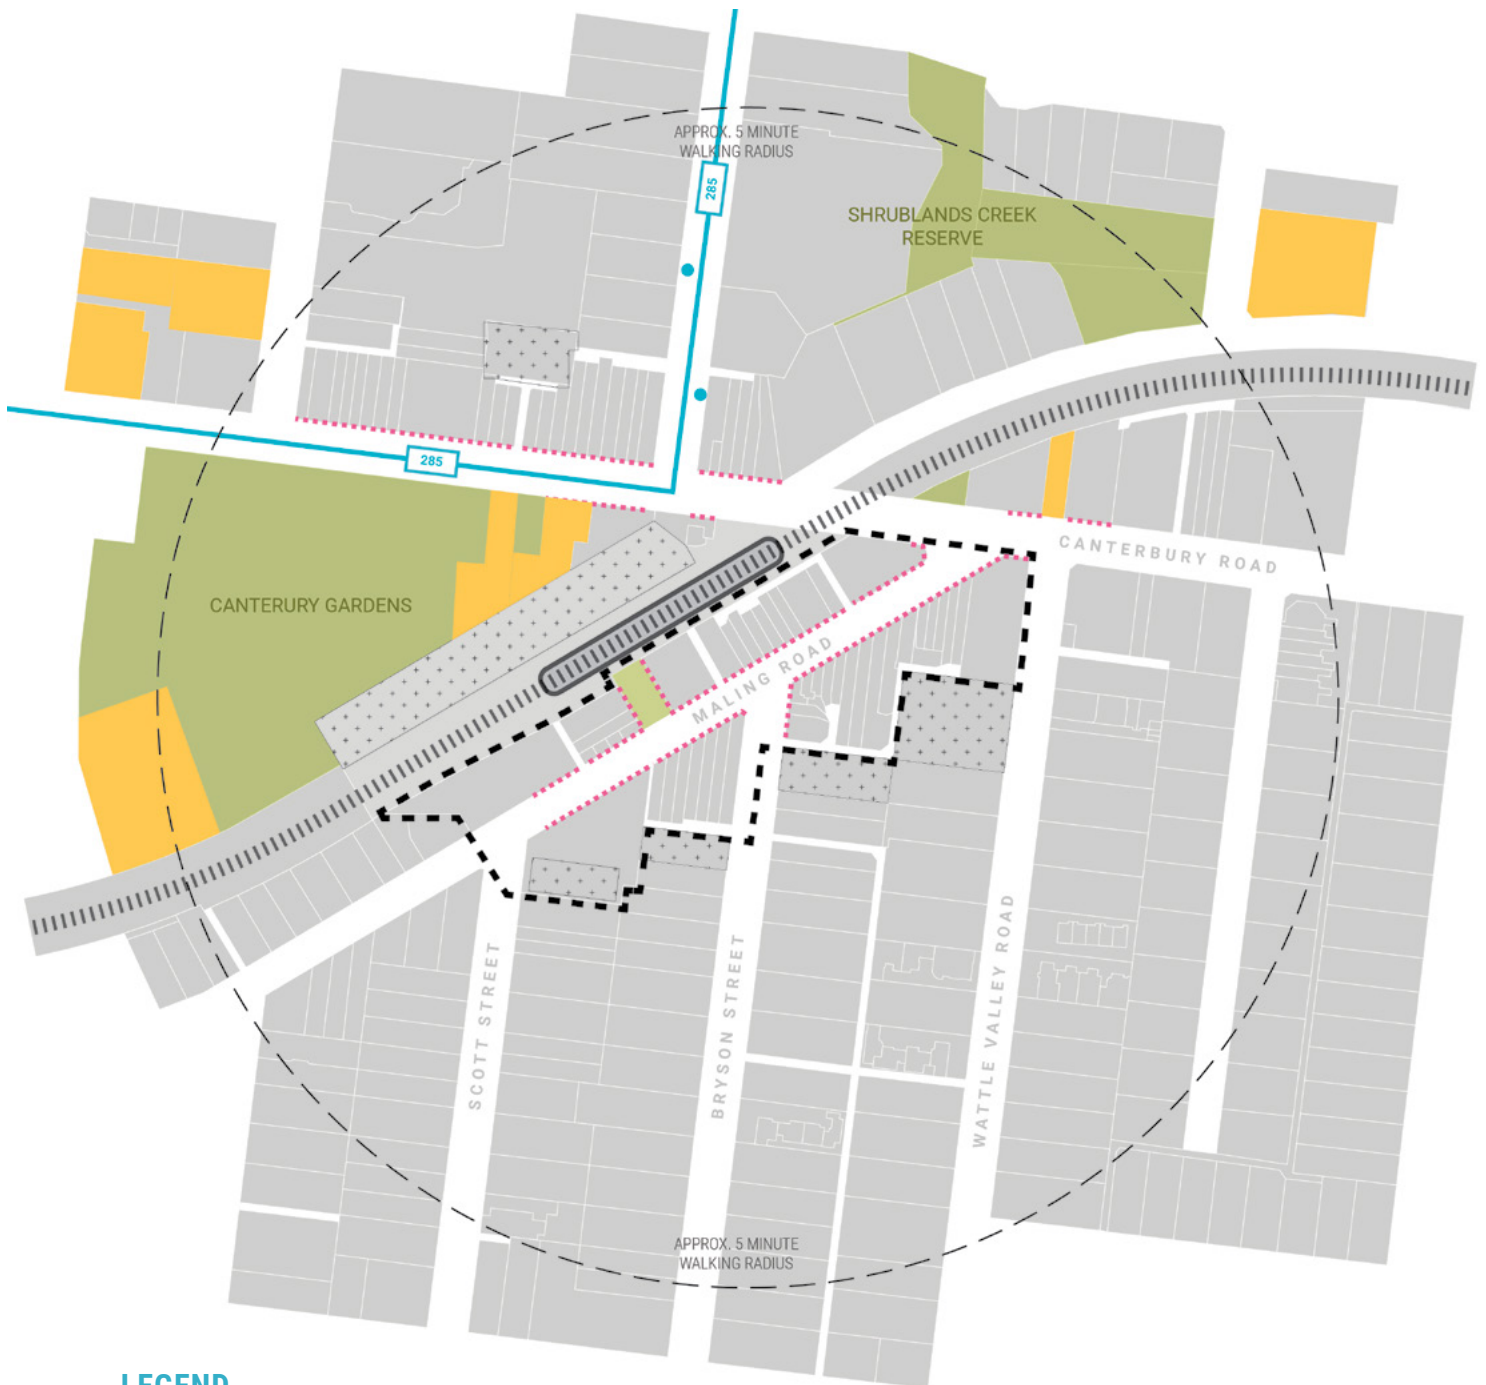 APPROX. 5 MINUTE
WALKING RADIUS
285
SHRUBLANDS CREEK
RESERVE
285
CANTERBURY ROAD
CANTERURY GARDENS
MALING ROAD
SCOTT STREET
BRYSON STREET
WATTLE VALLEY ROAD
APPROX. 5 MINUTE
WALKING RADIUS
LEGEND